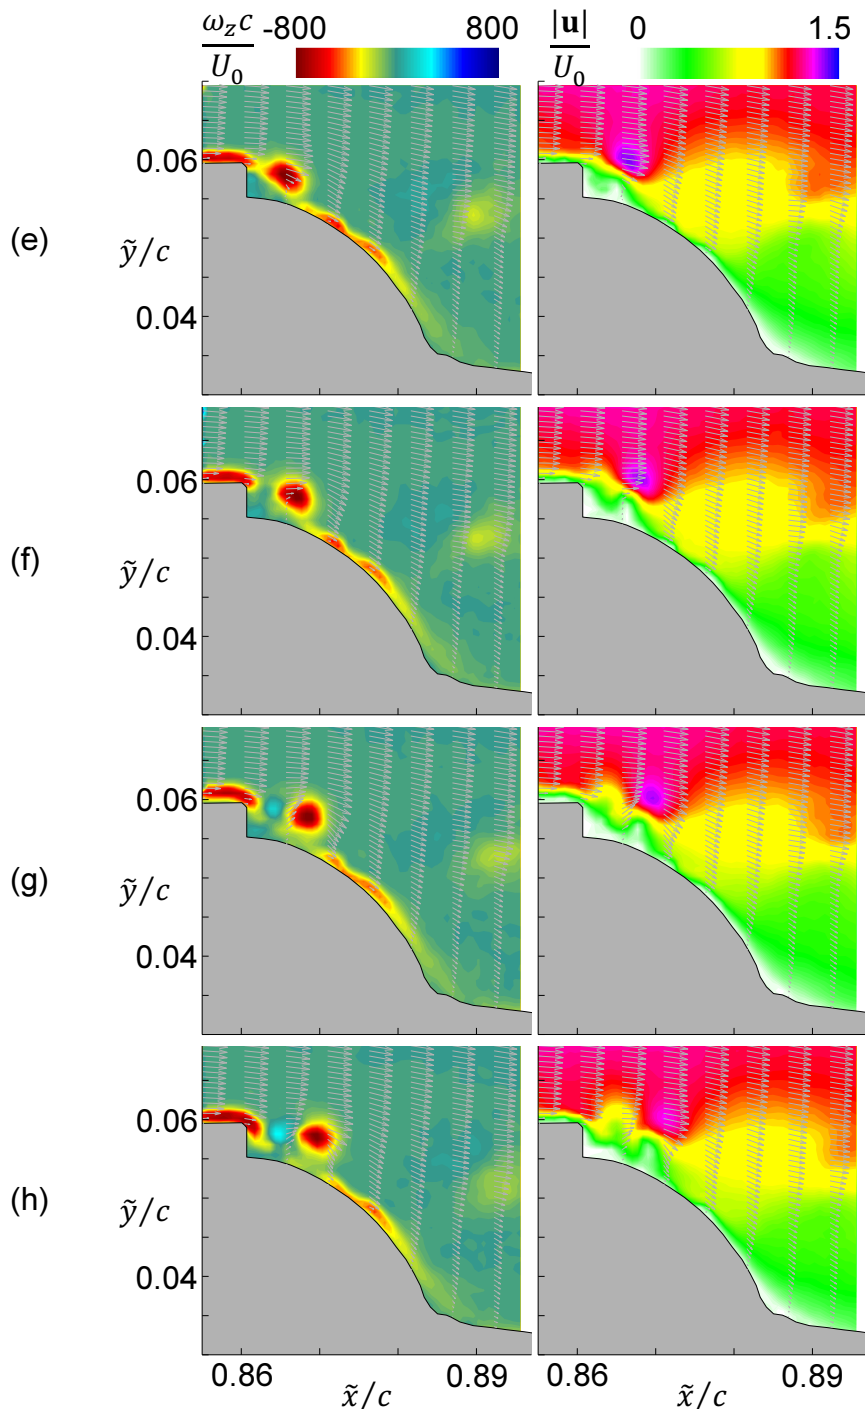 ω_z c / U_0 -800 800 |u| / U_0 0 1.5
(e) ỹ/c 0.06 0.04
(f) ỹ/c 0.06 0.04
(g) ỹ/c 0.06 0.04
(h) ỹ/c 0.06 0.04
0.86 0.89 0.86 0.89
x̃/c x̃/c